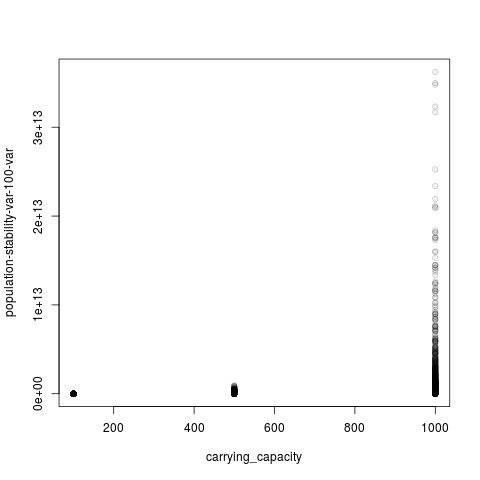 population-stability-var-100-var
3e+13
2e+13
1e+13
0e+00
200
400
600
800
1000
carrying_capacity